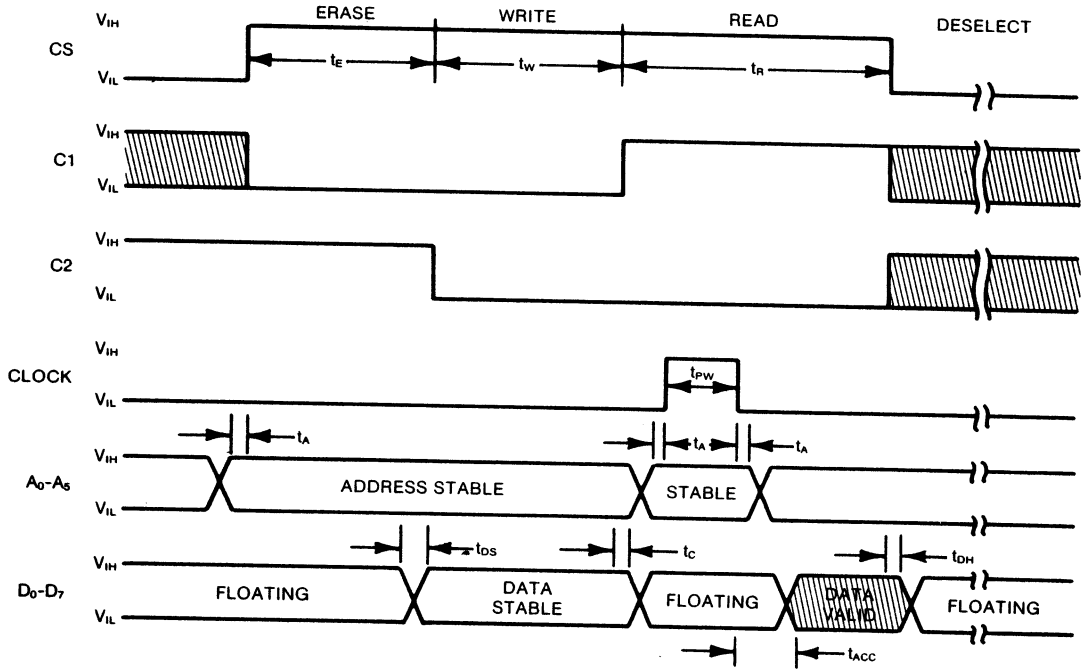 ERASE WRITE READ DESELECT
VIH
CS
VIL
tE tW tR
VIH
C1
VIL
VIH
C2
VIL
VIH
CLOCK
VIL
tPW
tA tA tA
VIH
A0-A5
VIL
ADDRESS STABLE STABLE
tDS tC tDH
VIH
D0-D7
VIL
FLOATING DATA STABLE FLOATING DATA VALID FLOATING
tACC